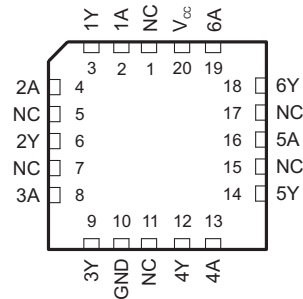 1Y 1A NC VCC 6A
3 2 1 20 19
2A 4 18 6Y
NC 5 17 NC
2Y 6 16 5A
NC 7 15 NC
3A 8 14 5Y
9 10 11 12 13
3Y GND NC 4Y 4A